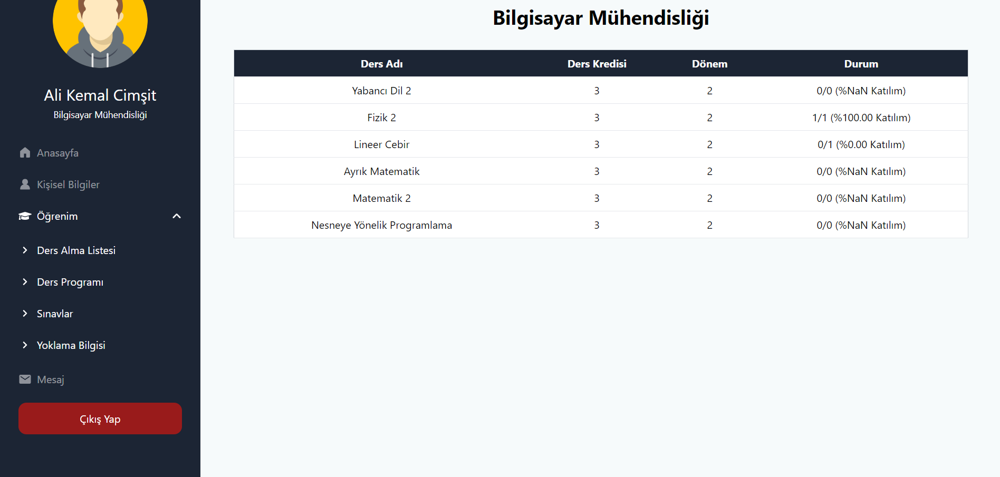 Ali Kemal Cimşit
Bilgisayar Mühendisliği
Anasayfa
Kişisel Bilgiler
Öğrenim
Ders Alma Listesi
Ders Programı
Sınavlar
Yoklama Bilgisi
Mesaj
Çıkış Yap
Bilgisayar Mühendisliği
Ders Adı Ders Kredisi Dönem Durum
Yabancı Dil 2 3 2 0/0 (%NaN Katılım)
Fizik 2 3 2 1/1 (%100.00 Katılım)
Lineer Cebir 3 2 0/1 (%0.00 Katılım)
Ayrık Matematik 3 2 0/0 (%NaN Katılım)
Matematik 2 3 2 0/0 (%NaN Katılım)
Nesneye Yönelik Programlama 3 2 0/0 (%NaN Katılım)